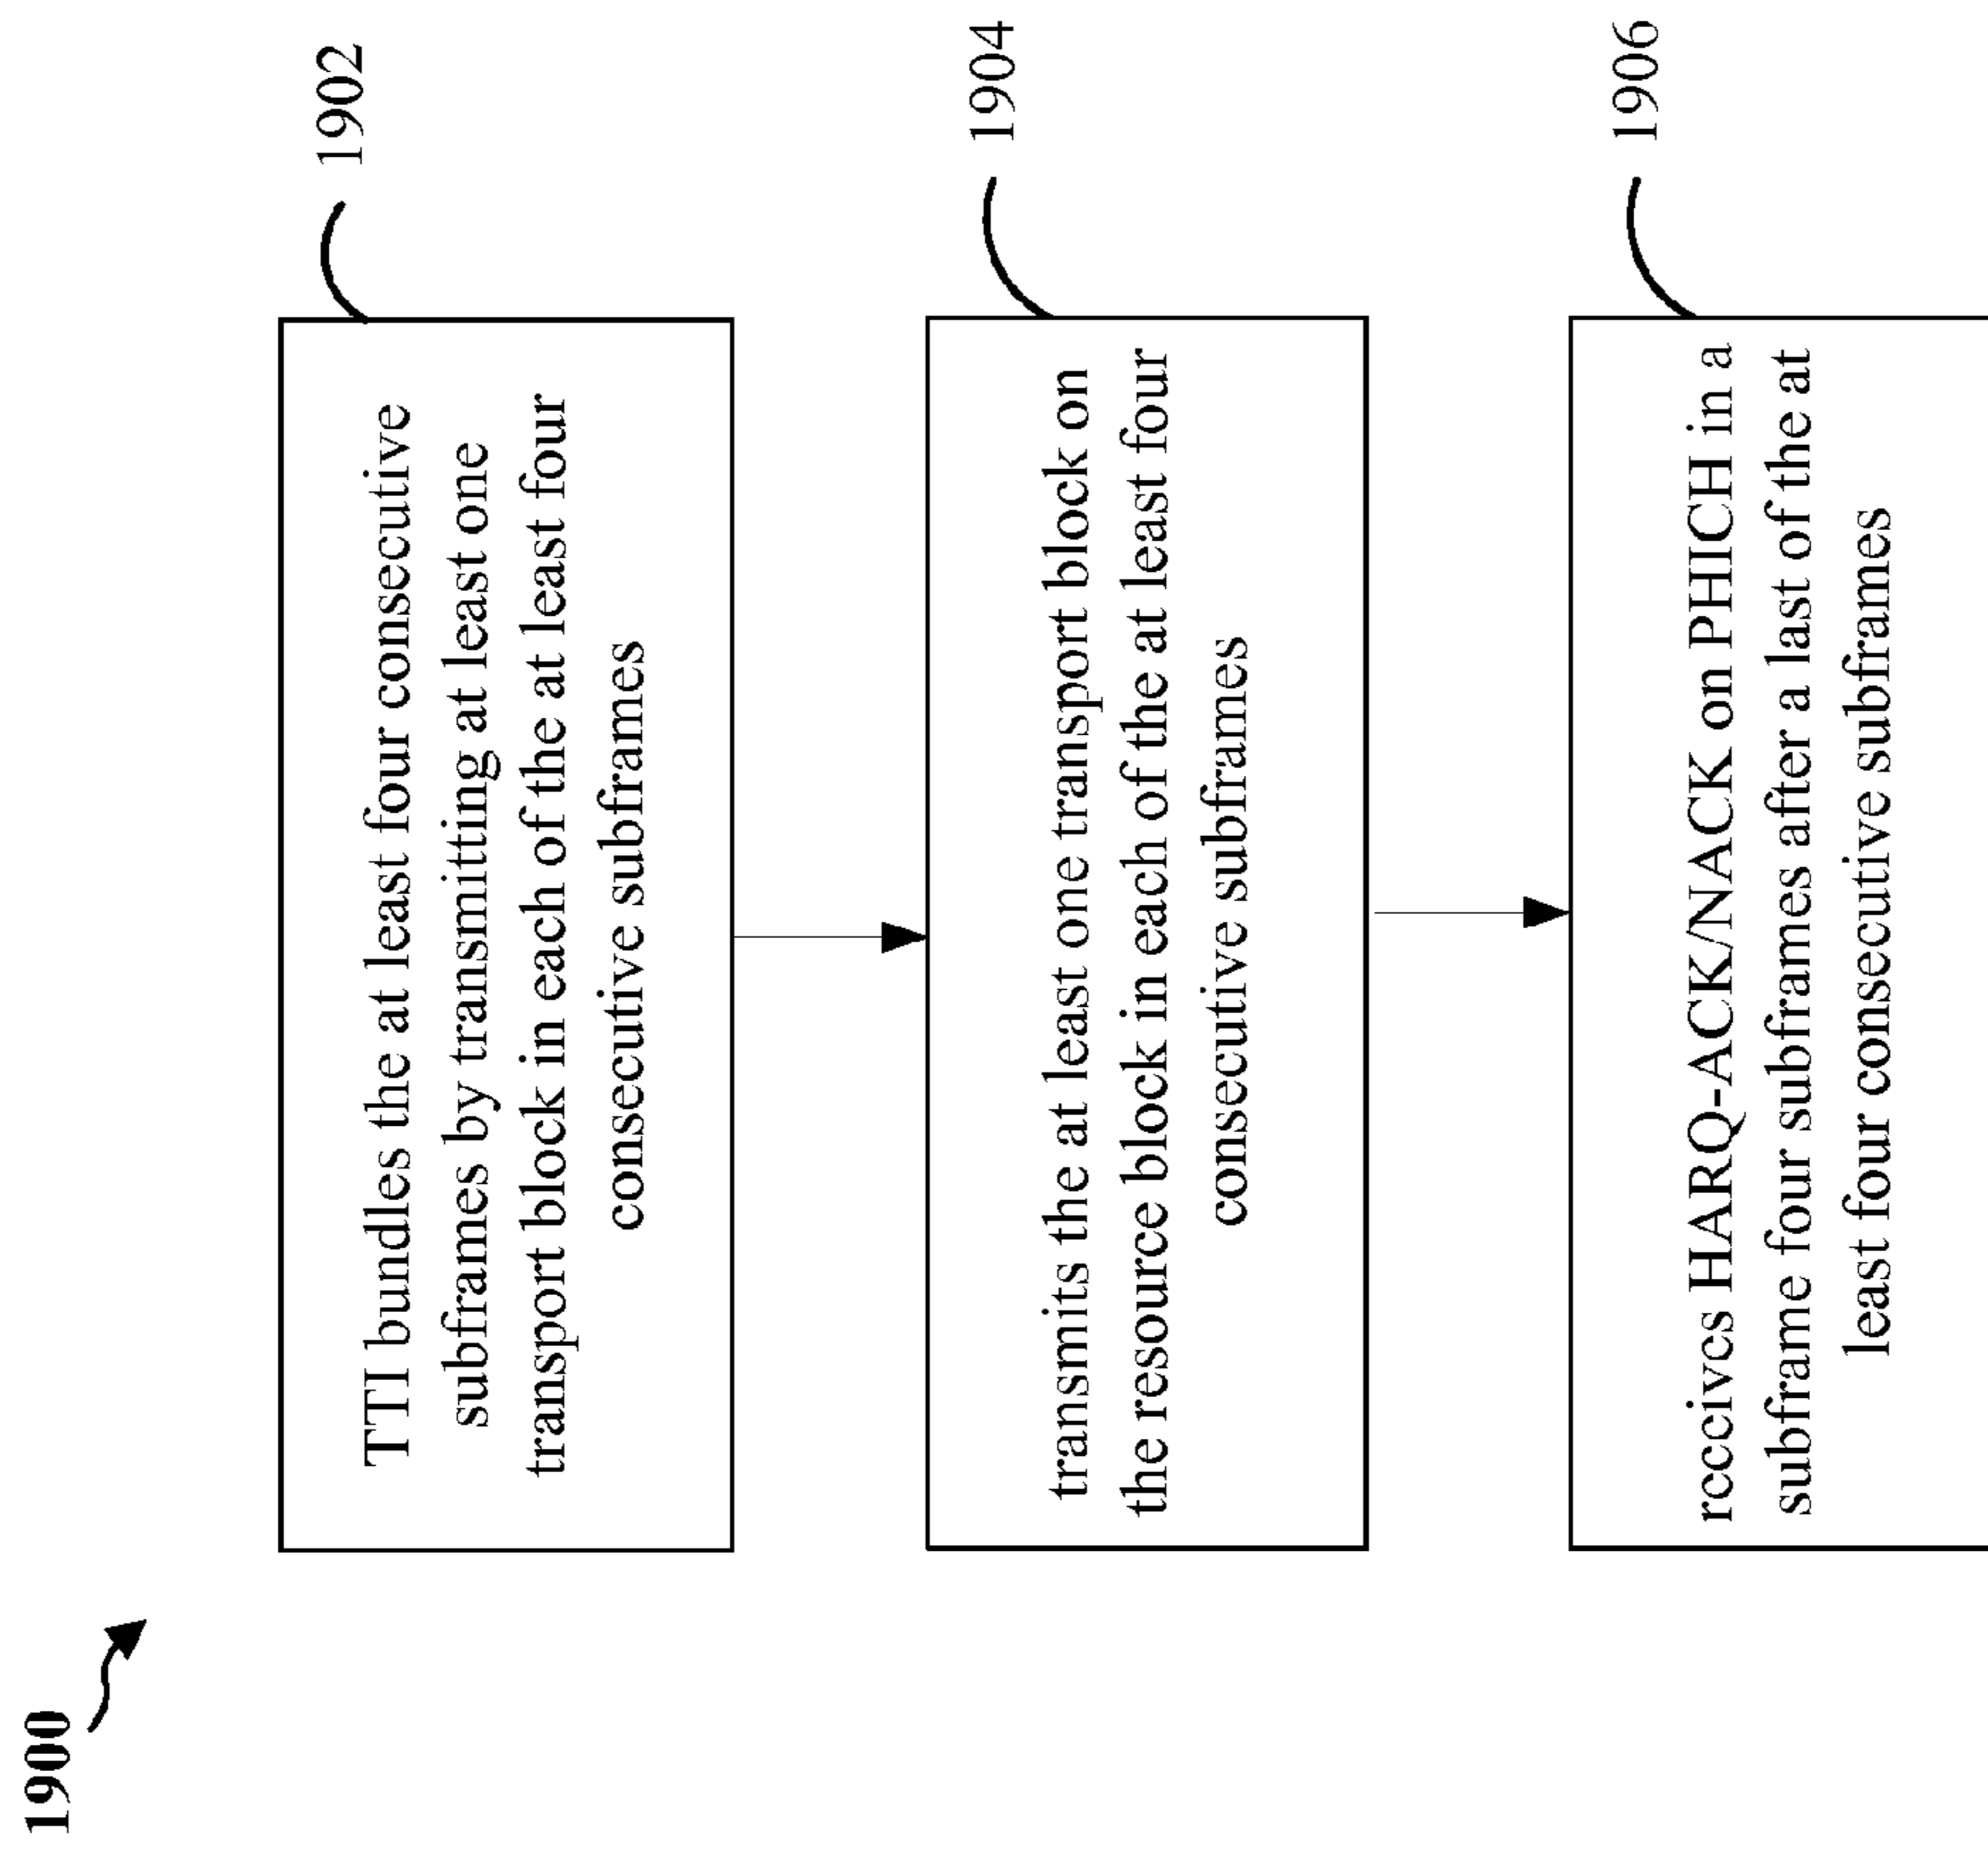 1900
1902
TTI bundles the at least four consecutive
subframes by transmitting at least one
transport block in each of the at least four
consecutive subframes
1904
transmits the at least one transport block on
the resource block in each of the at least four
consecutive subframes
1906
receives HARQ-ACK/NACK on PHICH in a
subframe four subframes after a last of the at
least four consecutive subframes